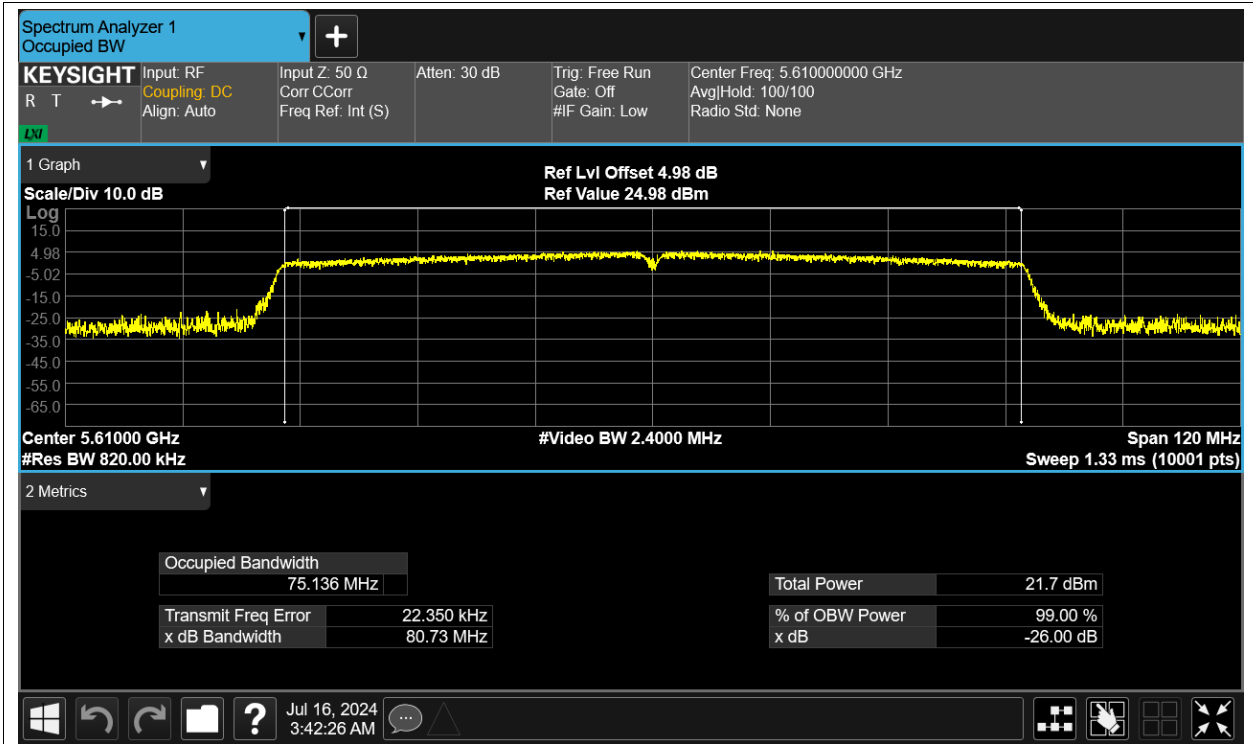 Spectrum Analyzer 1
Occupied BW
KEYSIGHT
R T
LXI
Input: RF
Coupling: DC
Align: Auto
Input Z: 50 Ω
Corr CCorr
Freq Ref: Int (S)
Atten: 30 dB
Trig: Free Run
Gate: Off
#IF Gain: Low
Center Freq: 5.610000000 GHz
Avg|Hold: 100/100
Radio Std: None
1 Graph
Scale/Div 10.0 dB
Ref Lvl Offset 4.98 dB
Ref Value 24.98 dBm
Log
15.0
4.98
-5.02
-15.0
-25.0
-35.0
-45.0
-55.0
-65.0
Center 5.61000 GHz
#Video BW 2.4000 MHz
Span 120 MHz
#Res BW 820.00 kHz
Sweep 1.33 ms (10001 pts)
2 Metrics
Occupied Bandwidth
75.136 MHz
Transmit Freq Error 22.350 kHz
x dB Bandwidth 80.73 MHz
Total Power 21.7 dBm
% of OBW Power 99.00 %
x dB -26.00 dB
Jul 16, 2024
3:42:26 AM